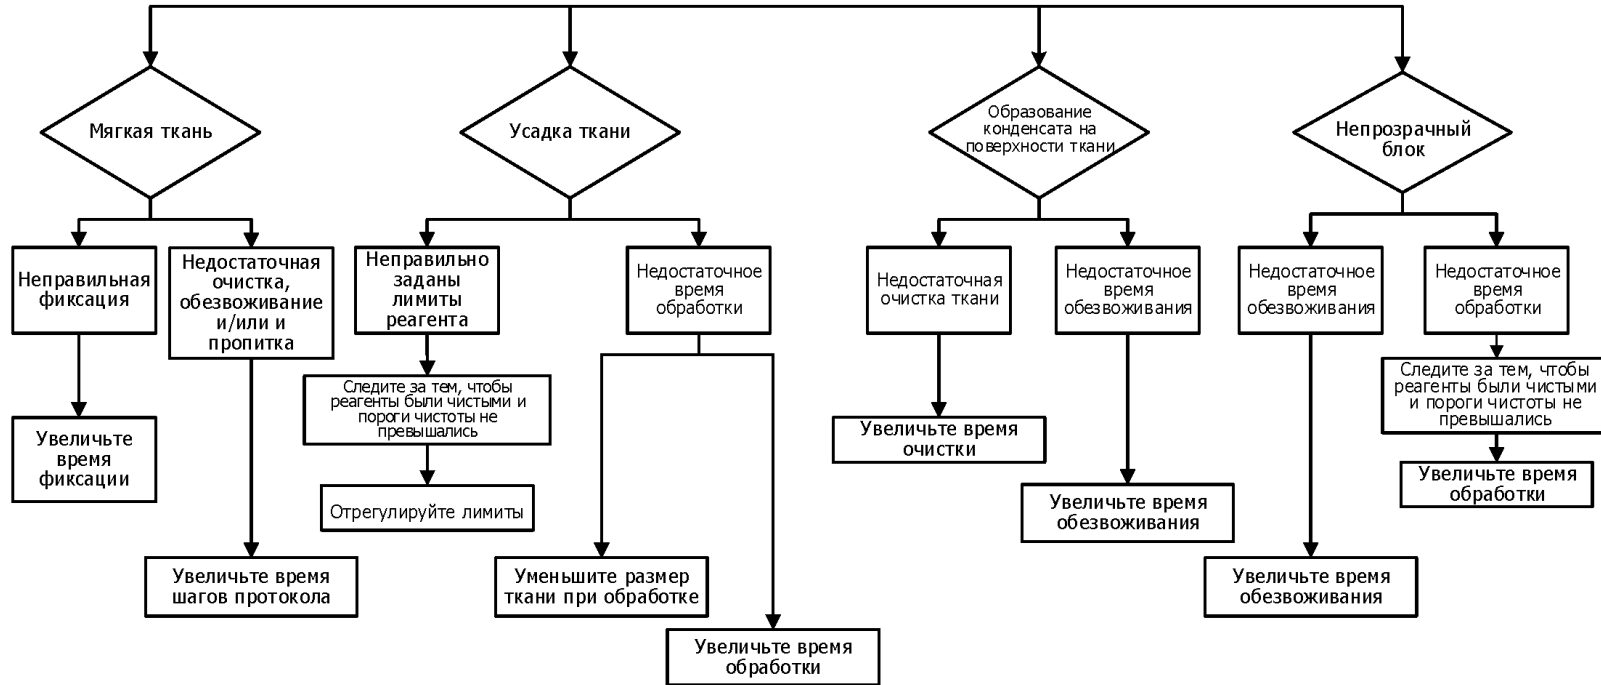 Мягкая ткань
Усадка ткани
Образование
конденсата на
поверхности ткани
Непрозрачный
блок
Неправильная
фиксация
Недостаточная
очистка,
обезвоживание
и/или и
пропитка
Неправильно
заданы
лимиты
реагента
Недостаточное
время
обработки
Недостаточная
очистка ткани
Недостаточное
время
обезвоживания
Недостаточное
время
обезвоживания
Недостаточное
время
обработки
Следите за тем, чтобы
реагенты были чистыми и
пороги чистоты не
превышались
Следите за тем, чтобы
реагенты были чистыми
и пороги чистоты не
превышались
Увеличьте
время
фиксации
Увеличьте время
очистки
Увеличьте время
обработки
Отрегулируйте лимиты
Увеличьте время
обезвоживания
Увеличьте время
шагов протокола
Уменьшите размер
ткани при обработке
Увеличьте время
обезвоживания
Увеличьте время
обработки